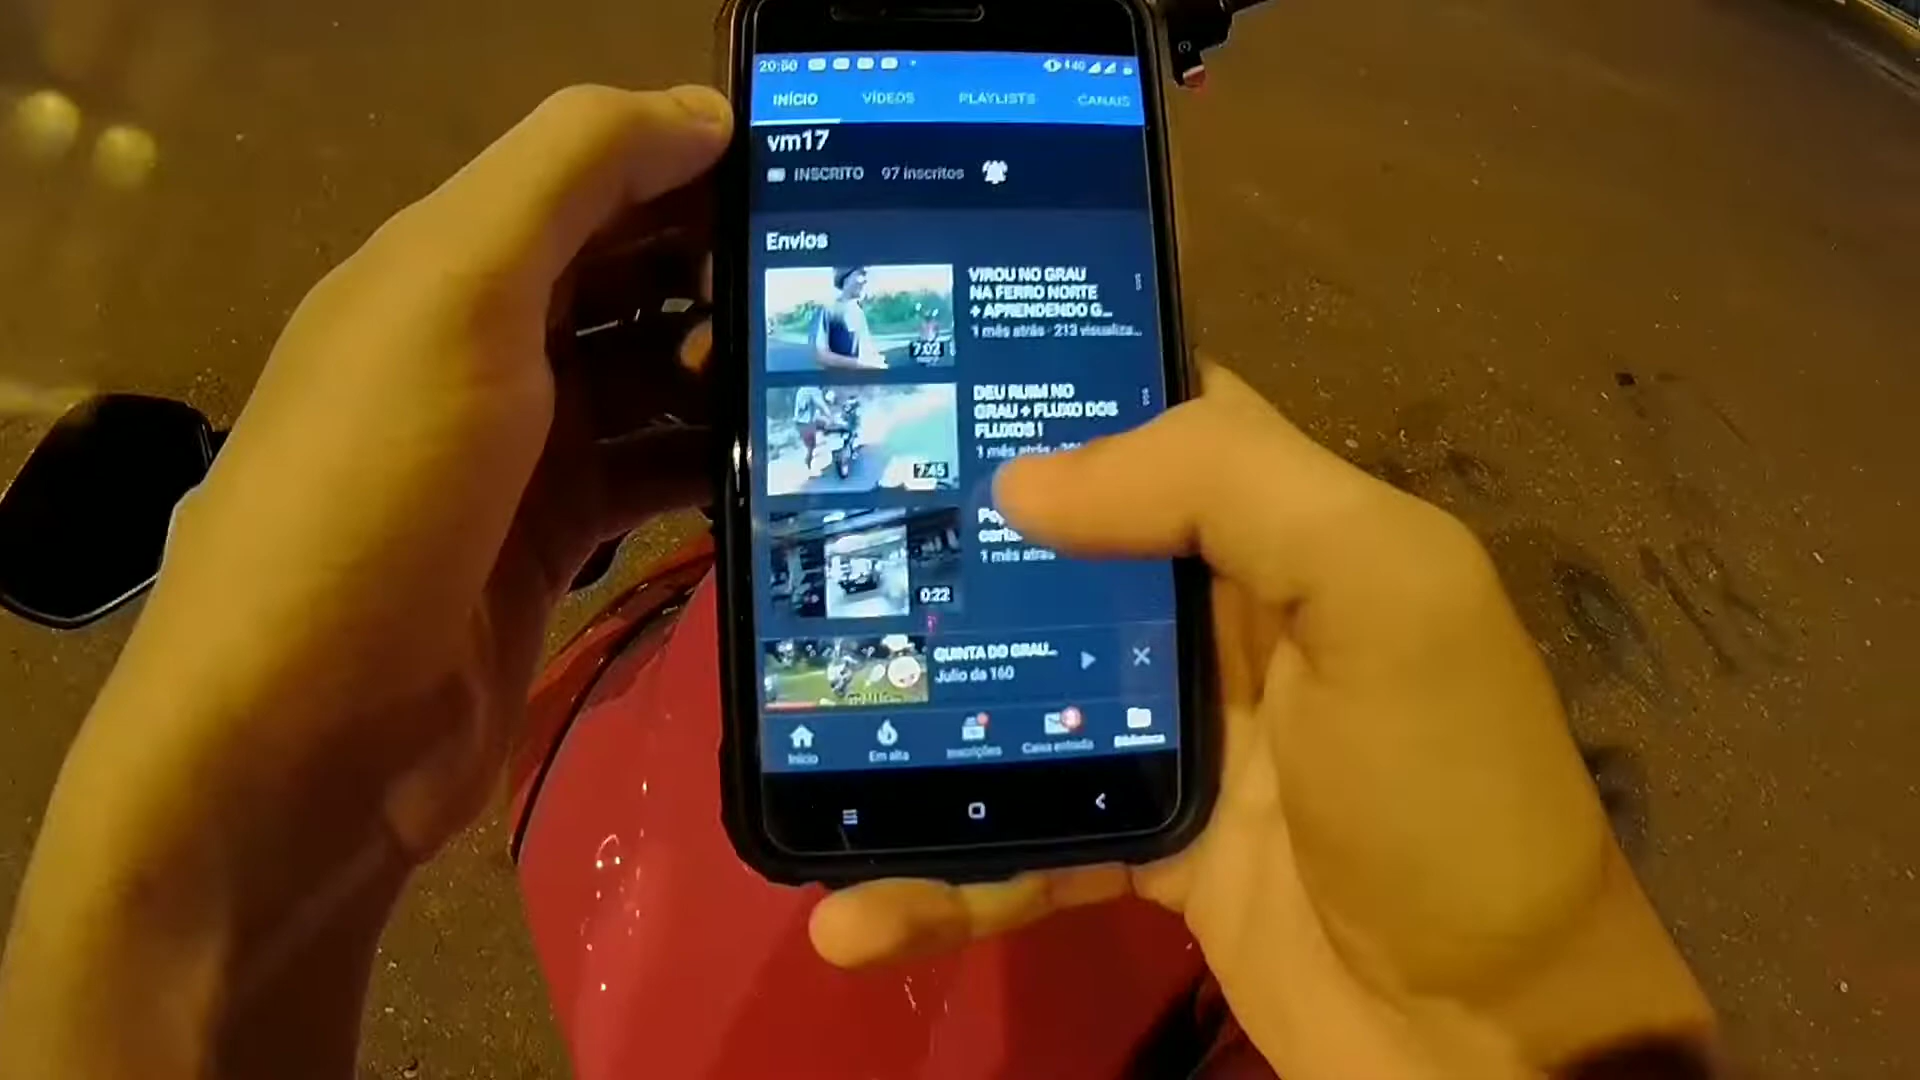 20:50
4G
INÍCIO VÍDEOS PLAYLISTS CANAIS
vm17
INSCRITO 97 inscritos
Envios
VIROU NO GRAU
NA FERRO NORTE
+ APRENDENDO G...
1 mês atrás · 213 visualiza...
7:02
DEU RUIM NO
GRAU + FLUXO DOS
FLUXOS !
1 mês atrás
7:45
1 mês atrás
0:22
QUINTA DO GRAU...
Julio da 160
Início Em alta Inscrições Caixa entrada Biblioteca